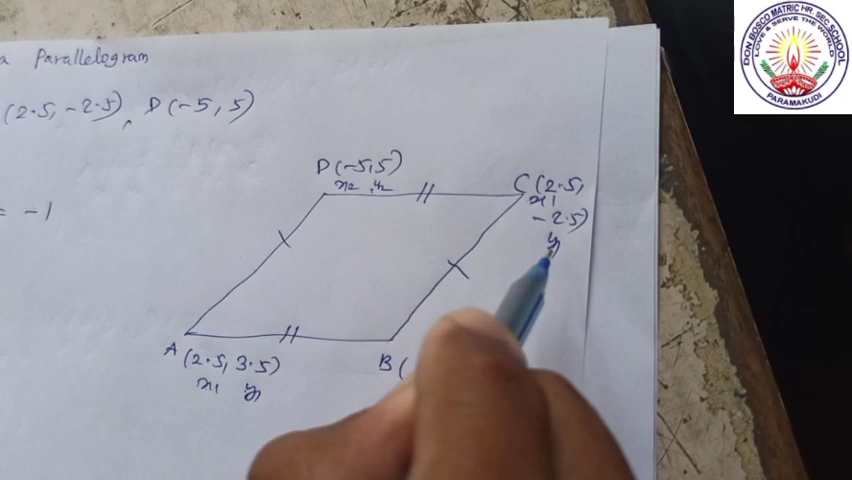 a Parallelogram
(2.5, -2.5), D(-5, 5)
= -1
D(-5,5)
x2 , y2
C(2.5,
x1
-2.5)
y1
A (2.5, 3.5)
x1 y1
B (
DON BOSCO MATRIC HR. SEC SCHOOL
LOVE & SERVE THE WORLD
PARAMAKUDI